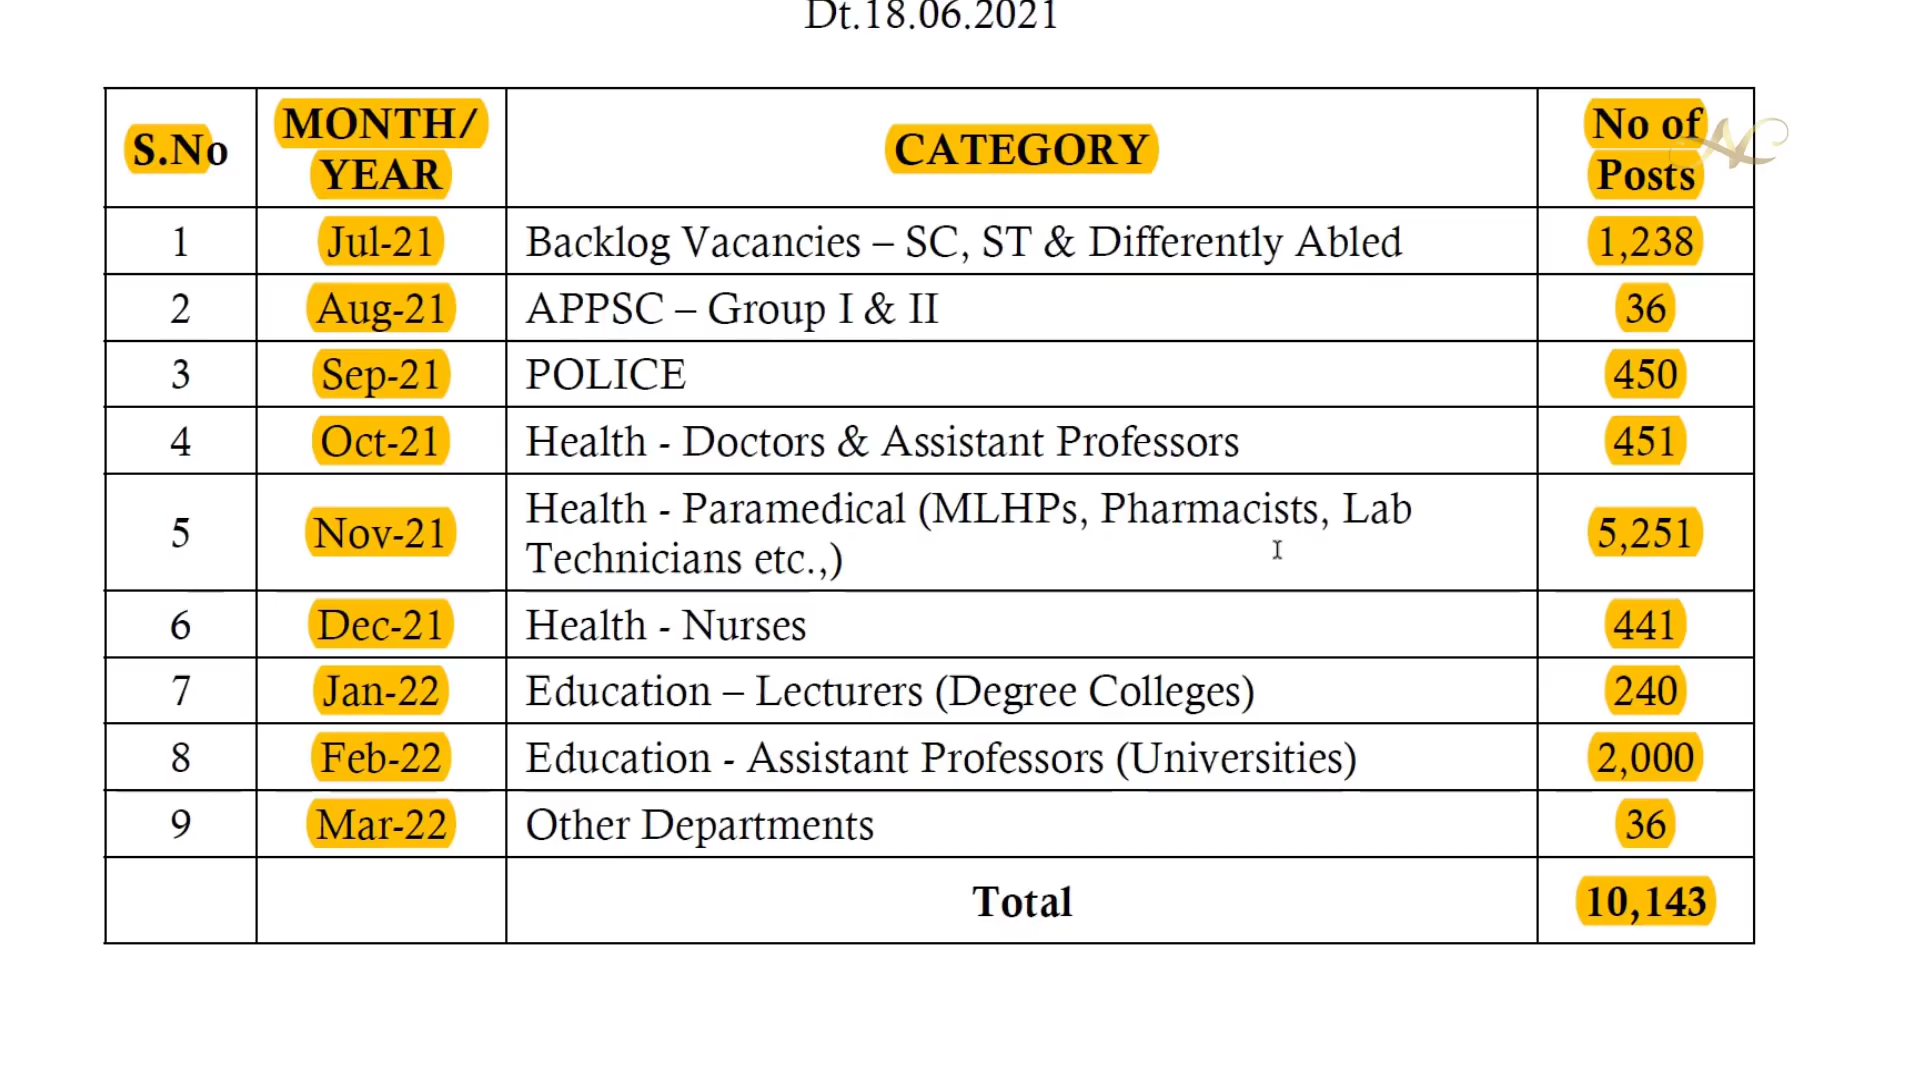 Dt.18.06.2021
S.No MONTH/ YEAR CATEGORY No of Posts
1 Jul-21 Backlog Vacancies – SC, ST & Differently Abled 1,238
2 Aug-21 APPSC – Group I & II 36
3 Sep-21 POLICE 450
4 Oct-21 Health - Doctors & Assistant Professors 451
5 Nov-21 Health - Paramedical (MLHPs, Pharmacists, Lab
Technicians etc.,) 5,251
6 Dec-21 Health - Nurses 441
7 Jan-22 Education – Lecturers (Degree Colleges) 240
8 Feb-22 Education - Assistant Professors (Universities) 2,000
9 Mar-22 Other Departments 36
Total 10,143